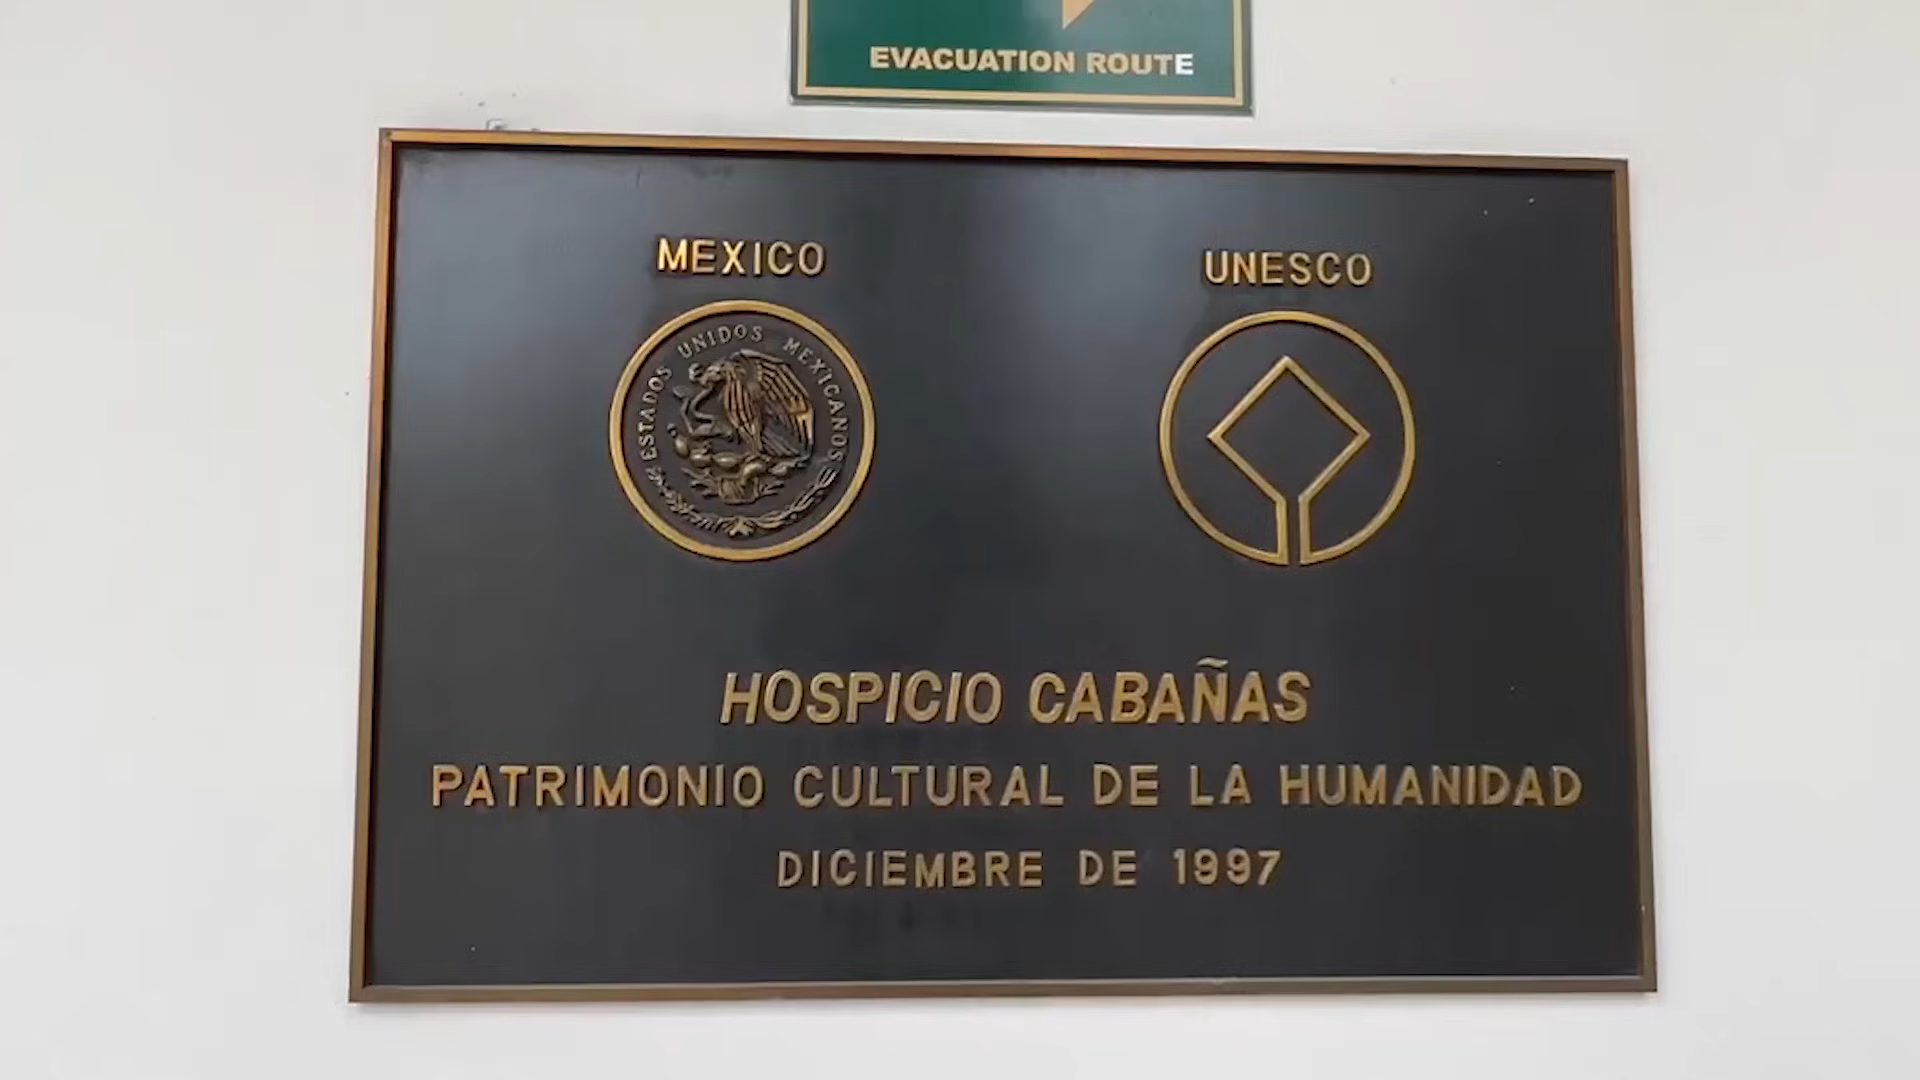 EVACUATION ROUTE
MEXICO
UNESCO
ESTADOS UNIDOS MEXICANOS
HOSPICIO CABAÑAS
PATRIMONIO CULTURAL DE LA HUMANIDAD
DICIEMBRE DE 1997